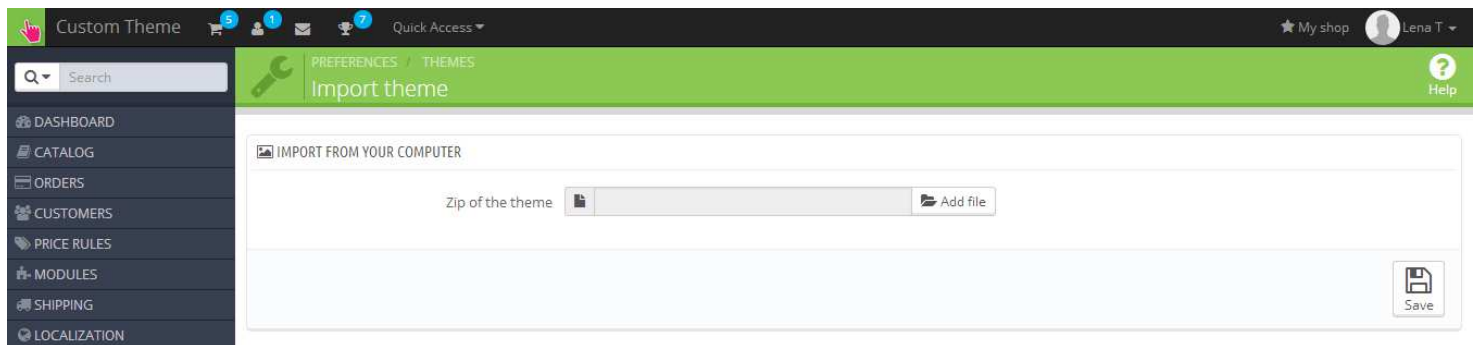 Custom Theme 5 1 7 Quick Access My shop Lena T
Search
PREFERENCES / THEMES
Import theme
Help
DASHBOARD
CATALOG
ORDERS
CUSTOMERS
PRICE RULES
MODULES
SHIPPING
LOCALIZATION
IMPORT FROM YOUR COMPUTER
Zip of the theme Add file
Save